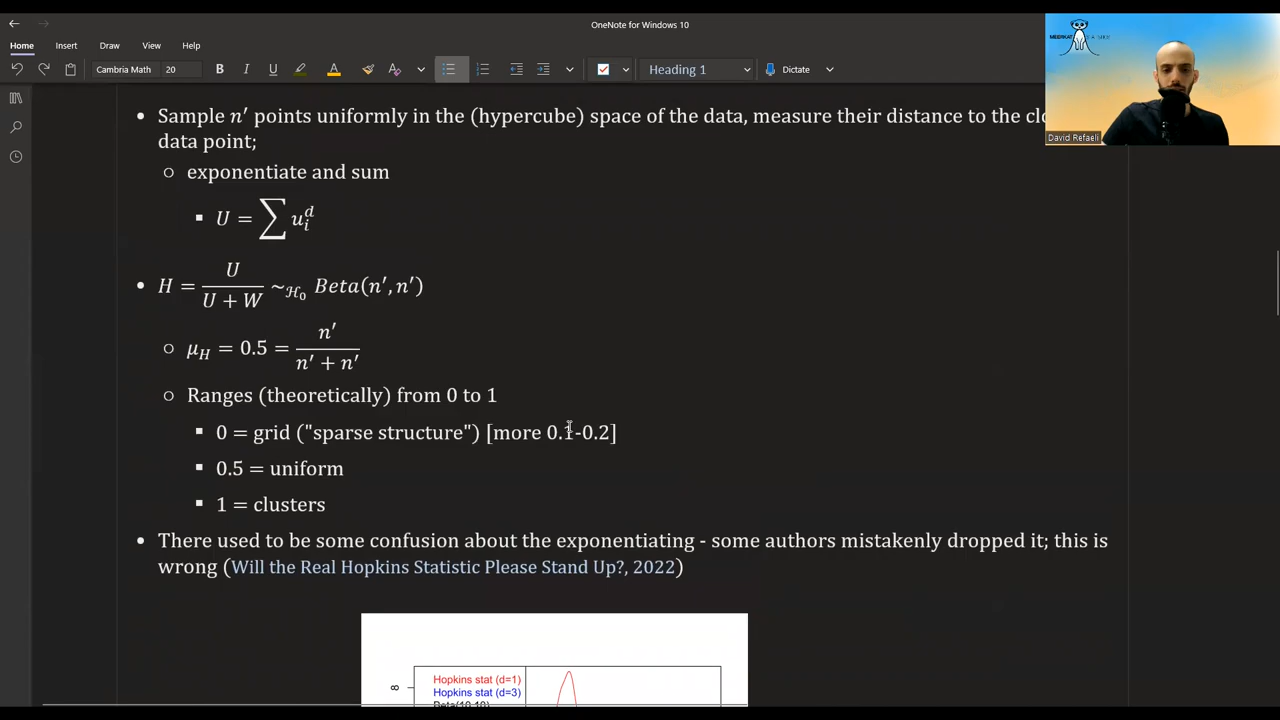 OneNote for Windows 10
Home Insert Draw View Help
Cambria Math 20 B I U A Heading 1 Dictate
MEERKAT
David Refaeli
• Sample n′ points uniformly in the (hypercube) space of the data, measure their distance to the
data point;
o exponentiate and sum
▪ U = ∑ u_i^d
• H = U / (U + W) ~_{ℋ_0} Beta(n′, n′)
o μ_H = 0.5 = n′ / (n′ + n′)
o Ranges (theoretically) from 0 to 1
▪ 0 = grid ("sparse structure") [more 0.1-0.2]
▪ 0.5 = uniform
▪ 1 = clusters
• There used to be some confusion about the exponentiating - some authors mistakenly dropped it; this is
wrong (Will the Real Hopkins Statistic Please Stand Up?, 2022)
Hopkins stat (d=1)
8 Hopkins stat (d=3)
Beta(10,10)